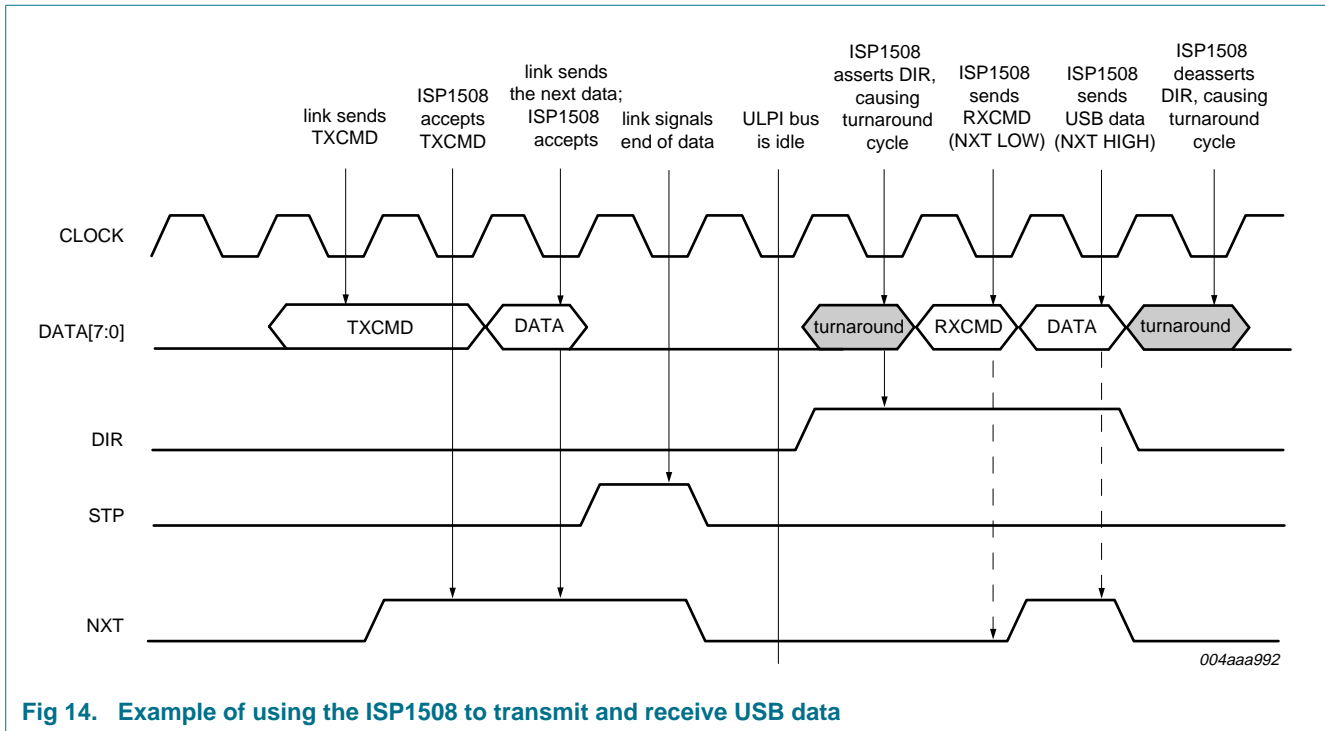 link sends
TXCMD
ISP1508
accepts
TXCMD
link sends
the next data;
ISP1508
accepts
link signals
end of data
ULPI bus
is idle
ISP1508
asserts DIR,
causing
turnaround
cycle
ISP1508
sends
RXCMD
(NXT LOW)
ISP1508
sends
USB data
(NXT HIGH)
ISP1508
deasserts
DIR, causing
turnaround
cycle
CLOCK
DATA[7:0]
TXCMD
DATA
turnaround
RXCMD
DATA
turnaround
DIR
STP
NXT
004aaa992
Fig 14. Example of using the ISP1508 to transmit and receive USB data